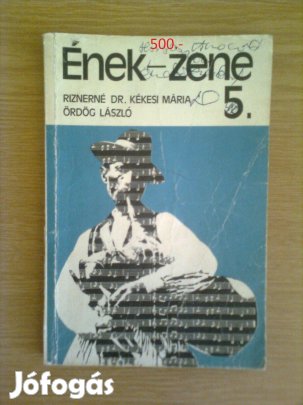 500.-
Ének-zene
RIZNERNÉ DR. KÉKESI MÁRIA
ÖRDÖG LÁSZLÓ
5.
Jófogás